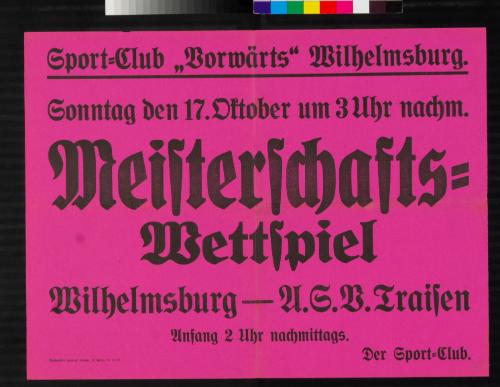 Sport=Club „Vorwärts“ Wilhelmsburg.
Sonntag den 17. Oktober um 3 Uhr nachm.
Meiſterſchafts=
Wettſpiel
Wilhelmsburg — A.S.V. Traiſen
Anfang 2 Uhr nachmittags.
Der Sport=Club.